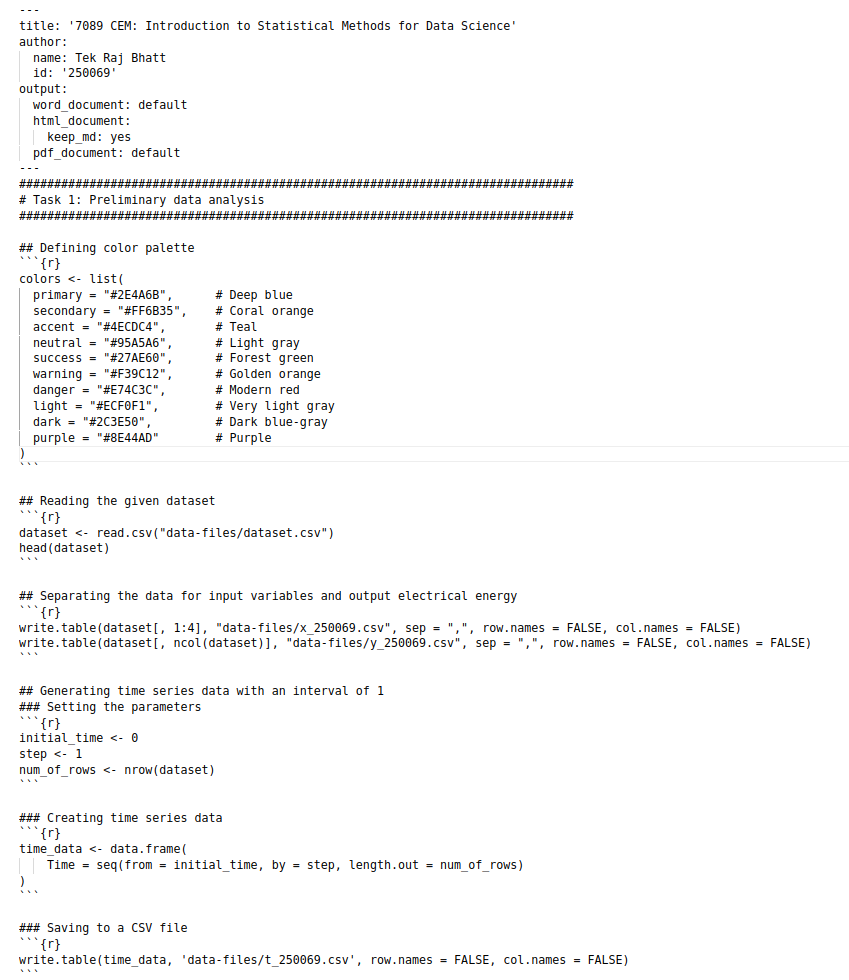 ---
title: '7089 CEM: Introduction to Statistical Methods for Data Science'
author:
  name: Tek Raj Bhatt
  id: '250069'
output:
  word_document: default
  html_document:
    keep_md: yes
  pdf_document: default
---
###############################################################################
# Task 1: Preliminary data analysis
###############################################################################

## Defining color palette
```{r}
colors <- list(
  primary = "#2E4A6B",      # Deep blue
  secondary = "#FF6B35",    # Coral orange
  accent = "#4ECDC4",       # Teal
  neutral = "#95A5A6",      # Light gray
  success = "#27AE60",      # Forest green
  warning = "#F39C12",      # Golden orange
  danger = "#E74C3C",       # Modern red
  light = "#ECF0F1",        # Very light gray
  dark = "#2C3E50",         # Dark blue-gray
  purple = "#8E44AD"        # Purple
)
```

## Reading the given dataset
```{r}
dataset <- read.csv("data-files/dataset.csv")
head(dataset)
```

## Separating the data for input variables and output electrical energy
```{r}
write.table(dataset[, 1:4], "data-files/x_250069.csv", sep = ",", row.names = FALSE, col.names = FALSE)
write.table(dataset[, ncol(dataset)], "data-files/y_250069.csv", sep = ",", row.names = FALSE, col.names = FALSE)
```

## Generating time series data with an interval of 1
### Setting the parameters
```{r}
initial_time <- 0
step <- 1
num_of_rows <- nrow(dataset)
```

### Creating time series data
```{r}
time_data <- data.frame(
    Time = seq(from = initial_time, by = step, length.out = num_of_rows)
)
```

### Saving to a CSV file
```{r}
write.table(time_data, 'data-files/t_250069.csv', row.names = FALSE, col.names = FALSE)
```